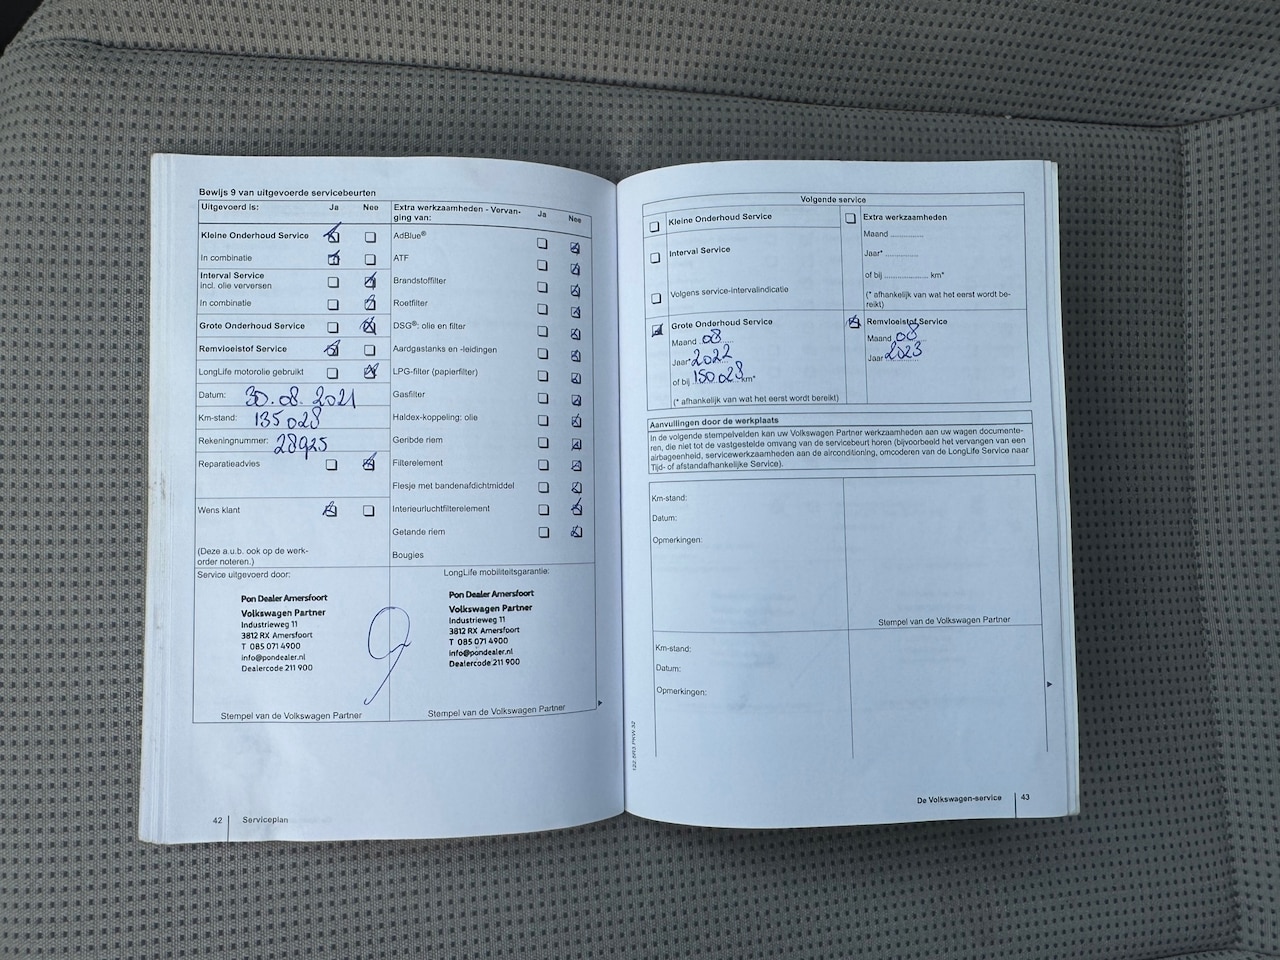 Bewijs 9 van uitgevoerde servicebeurten
Uitgevoerd is: Ja Nee
Kleine Onderhoud Service
In combinatie
Interval Service
Incl. olie verversen
In combinatie
Grote Onderhoud Service
Remvloeistof Service
LongLife motorolie gebruikt
Datum: 30.08.2021
Km-stand: 135028
Rekeningnummer: 28925
Reparatieadvies
Wens klant
(Deze a.u.b. ook op de werk-
order noteren.)
Service uitgevoerd door:
Pon Dealer Amersfoort
Volkswagen Partner
Industrieweg 11
3812 RX Amersfoort
T 085 071 4900
info@pondealer.nl
Dealercode 211 900
Stempel van de Volkswagen Partner
Extra werkzaamheden - Vervan-
ging van: Ja Nee
AdBlue®
ATF
Brandstoffilter
Roetfilter
DSG®: olie en filter
Aardgastanks en -leidingen
LPG-filter (papierfilter)
Gasfilter
Haldex-koppeling: olie
Geribde riem
Filterelement
Flesje met bandenafdichtmiddel
Interieurluchtfilterelement
Getande riem
Bougies
LongLife mobiliteitsgarantie:
Pon Dealer Amersfoort
Volkswagen Partner
Industrieweg 11
3812 RX Amersfoort
T 085 071 4900
info@pondealer.nl
Dealercode 211 900
Stempel van de Volkswagen Partner
42 Serviceplan
Volgende service
Kleine Onderhoud Service
Interval Service
Volgens service-intervalindicatie
Extra werkzaamheden
Maand ..............
Jaar* ..............
of bij .................... km*
(* afhankelijk van wat het eerst wordt be-
reikt)
Grote Onderhoud Service
Maand 08
Jaar* 2022
of bij 150028 km*
(* afhankelijk van wat het eerst wordt bereikt)
Remvloeistof Service
Maand 08
Jaar 2023
Aanvullingen door de werkplaats
In de volgende stempelvelden kan uw Volkswagen Partner werkzaamheden aan uw wagen documente-
ren, die niet tot de vastgestelde omvang van de servicebeurt horen (bijvoorbeeld het vervangen van een
airbageenheid, servicewerkzaamheden aan de airconditioning, omcoderen van de LongLife Service naar
Tijd- of afstandafhankelijke Service).
Km-stand:
Datum:
Opmerkingen:
Stempel van de Volkswagen Partner
Km-stand:
Datum:
Opmerkingen:
De Volkswagen-service 43